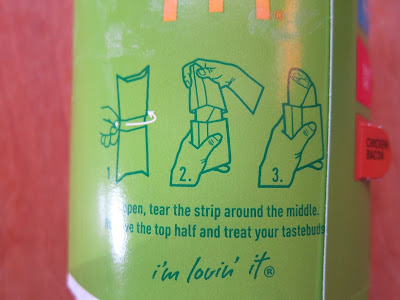 1.
2.
3.
open, tear the strip around the middle.
the top half and treat your tastebuds
i'm lovin' it®
CHICKEN
BACON